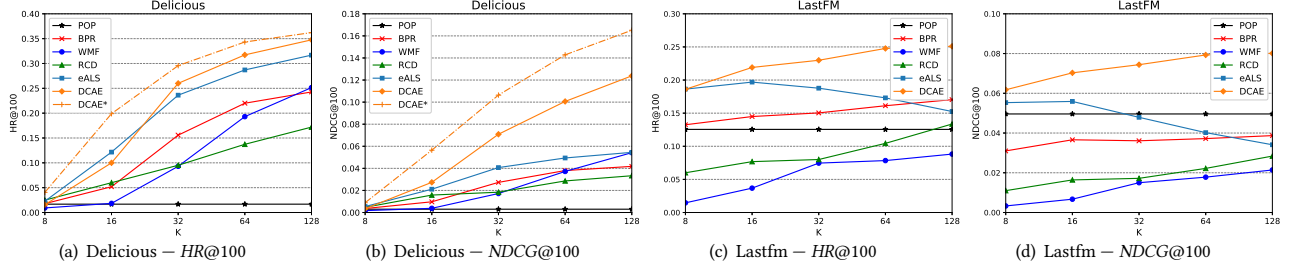 Delicious
HR@100
0.40
0.35
0.30
0.25
0.20
0.15
0.10
0.05
0.00
8
16
32
64
128
K
POP
BPR
WMF
RCD
eALS
DCAE
DCAE*
(a) Delicious – HR@100
Delicious
NDCG@100
0.18
0.16
0.14
0.12
0.10
0.08
0.06
0.04
0.02
0.00
8
16
32
64
128
K
POP
BPR
WMF
RCD
eALS
DCAE
DCAE*
(b) Delicious – NDCG@100
LastFM
HR@100
0.30
0.25
0.20
0.15
0.10
0.05
0.00
8
16
32
64
128
K
POP
BPR
WMF
RCD
eALS
DCAE
(c) Lastfm – HR@100
LastFM
NDCG@100
0.10
0.08
0.06
0.04
0.02
0.00
8
16
32
64
128
K
POP
BPR
WMF
RCD
eALS
DCAE
(d) Lastfm – NDCG@100